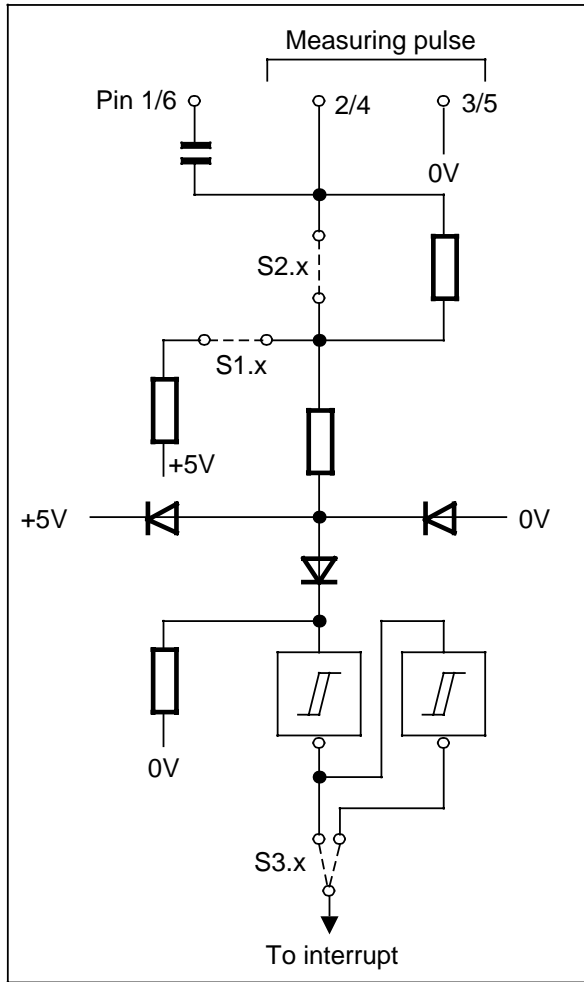 Measuring pulse
Pin 1/6
2/4
3/5
0V
S2.x
S1.x
+5V
+5V
0V
0V
S3.x
To interrupt